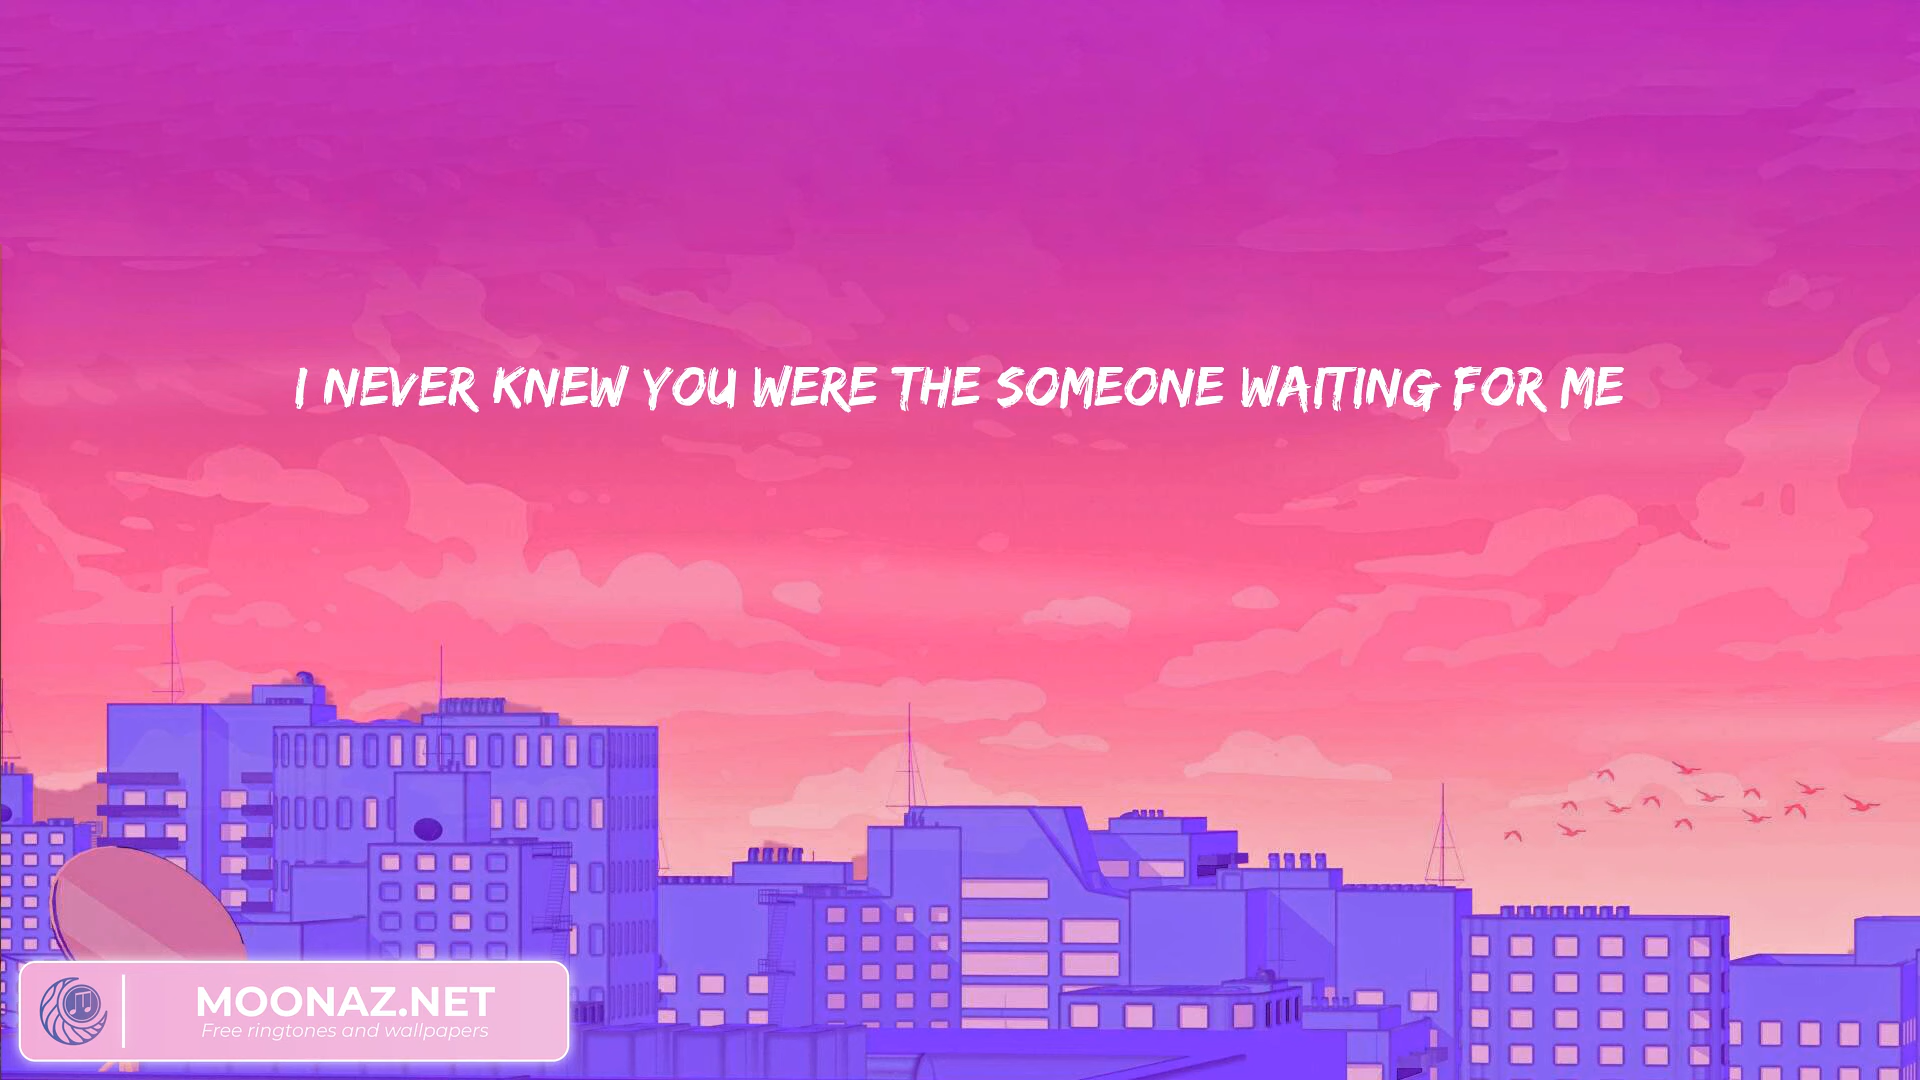 I NEVER KNEW YOU WERE THE SOMEONE WAITING FOR ME
MOONAZ.NET
Free ringtones and wallpapers